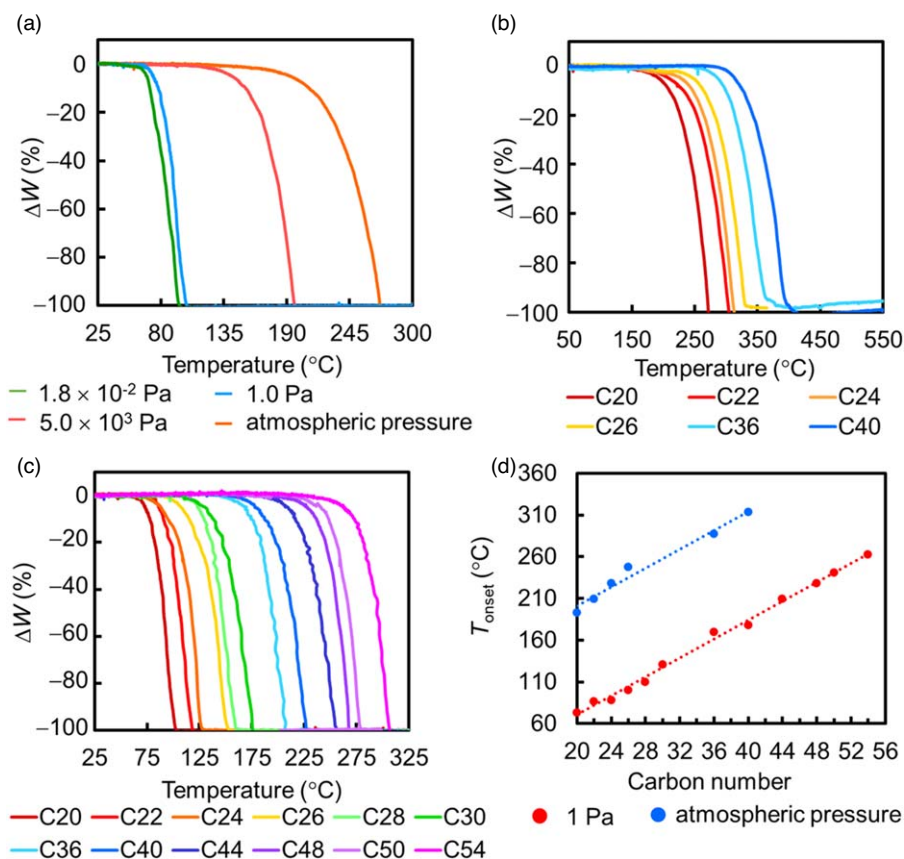 (a)
0
−20
−40
−60
−80
−100
ΔW (%)
25 80 135 190 245 300
Temperature (°C)
1.8 × 10⁻² Pa 1.0 Pa
5.0 × 10³ Pa atmospheric pressure
(b)
0
−20
−40
−60
−80
−100
ΔW (%)
50 150 250 350 450 550
Temperature (°C)
C20 C22 C24
C26 C36 C40
(c)
0
−20
−40
−60
−80
−100
ΔW (%)
25 75 125 175 225 275 325
Temperature (°C)
C20 C22 C24 C26 C28 C30
C36 C40 C44 C48 C50 C54
(d)
360
310
260
210
160
110
60
Tonset (°C)
20 24 28 32 36 40 44 48 52 56
Carbon number
1 Pa atmospheric pressure